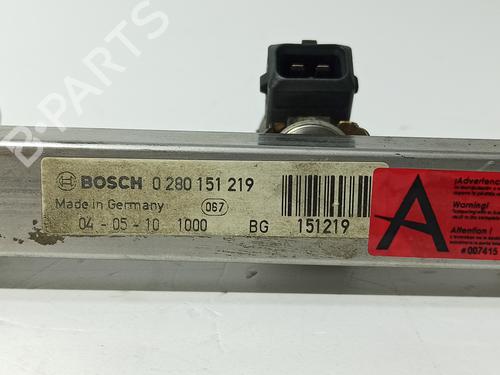 BOSCH 0 280 151 219
Made in Germany 067
04 - 05 - 10 1000 BG 151219
A
¡Advertencia!
Warning!
Attention !
#007415
B-PARTS